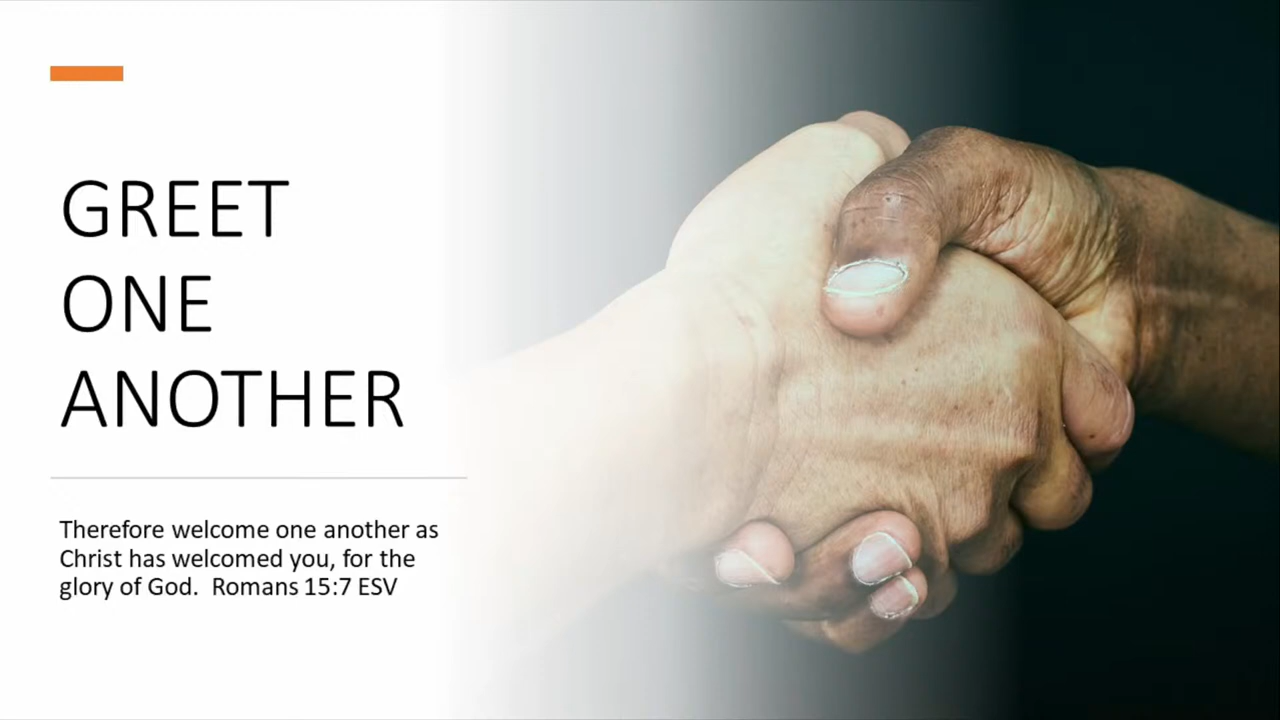 GREET
ONE
ANOTHER
Therefore welcome one another as
Christ has welcomed you, for the
glory of God.  Romans 15:7 ESV